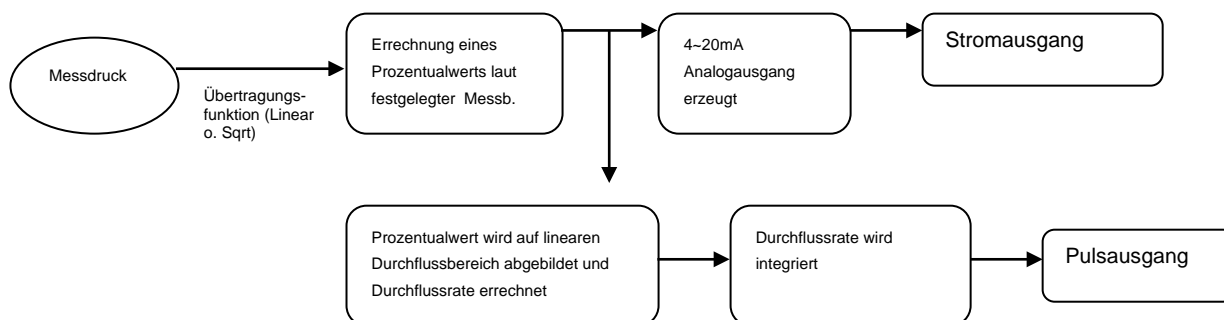 Messdruck
Übertragungs-
funktion (Linear
o. Sqrt)
Errechnung eines
Prozentualwerts laut
festgelegter Messb.
4~20mA
Analogausgang
erzeugt
Stromausgang
Prozentualwert wird auf linearen
Durchflussbereich abgebildet und
Durchflussrate errechnet
Durchflussrate wird
integriert
Pulsausgang